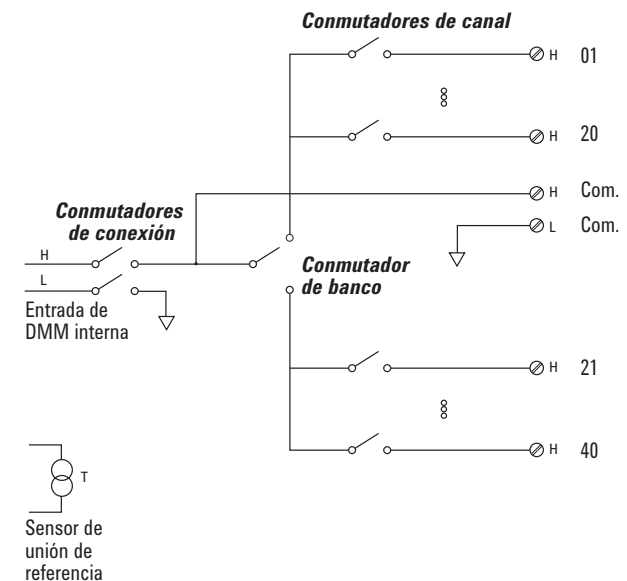 Conmutadores de canal
H 01
H 20
H Com.
L Com.
Conmutadores
de conexión
H
L
Entrada de
DMM interna
Conmutador
de banco
H 21
H 40
T
Sensor de
unión de
referencia